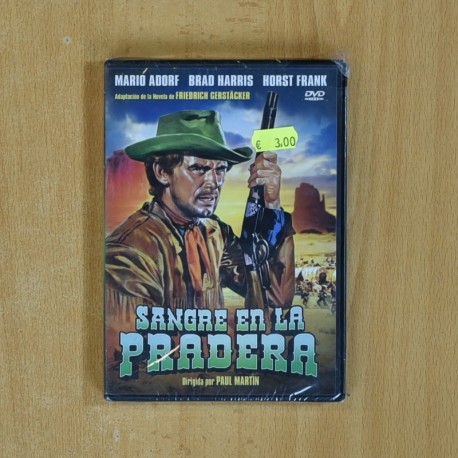 MARIO ADORF BRAD HARRIS HORST FRANK
Adaptación de la Novela de FRIEDRICH GERSTÄCKER
DVD
€ 3,00
SANGRE EN LA
PRADERA
Dirigida por PAUL MARTIN